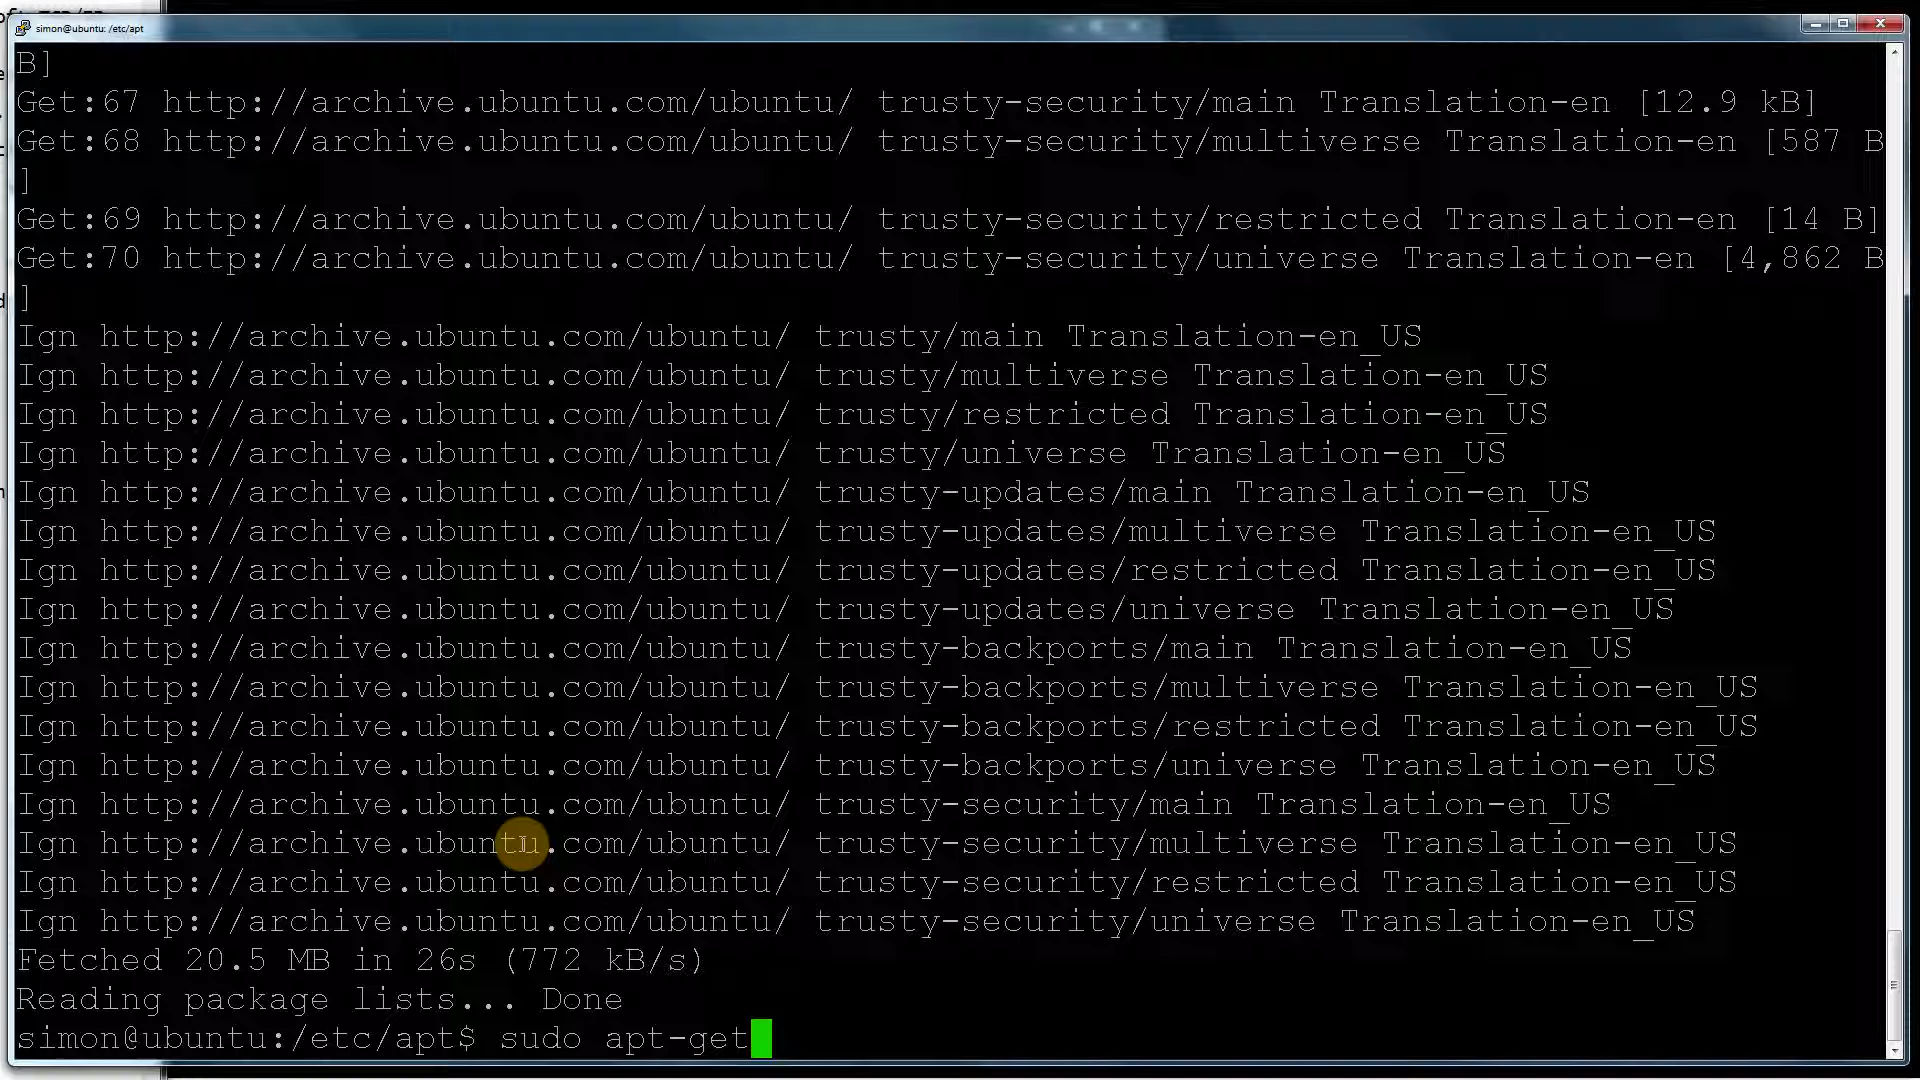 simon@ubuntu: /etc/apt
B]
Get:67 http://archive.ubuntu.com/ubuntu/ trusty-security/main Translation-en [12.9 kB]
Get:68 http://archive.ubuntu.com/ubuntu/ trusty-security/multiverse Translation-en [587 B
]
Get:69 http://archive.ubuntu.com/ubuntu/ trusty-security/restricted Translation-en [14 B]
Get:70 http://archive.ubuntu.com/ubuntu/ trusty-security/universe Translation-en [4,862 B
]
Ign http://archive.ubuntu.com/ubuntu/ trusty/main Translation-en_US
Ign http://archive.ubuntu.com/ubuntu/ trusty/multiverse Translation-en_US
Ign http://archive.ubuntu.com/ubuntu/ trusty/restricted Translation-en_US
Ign http://archive.ubuntu.com/ubuntu/ trusty/universe Translation-en_US
Ign http://archive.ubuntu.com/ubuntu/ trusty-updates/main Translation-en_US
Ign http://archive.ubuntu.com/ubuntu/ trusty-updates/multiverse Translation-en_US
Ign http://archive.ubuntu.com/ubuntu/ trusty-updates/restricted Translation-en_US
Ign http://archive.ubuntu.com/ubuntu/ trusty-updates/universe Translation-en_US
Ign http://archive.ubuntu.com/ubuntu/ trusty-backports/main Translation-en_US
Ign http://archive.ubuntu.com/ubuntu/ trusty-backports/multiverse Translation-en_US
Ign http://archive.ubuntu.com/ubuntu/ trusty-backports/restricted Translation-en_US
Ign http://archive.ubuntu.com/ubuntu/ trusty-backports/universe Translation-en_US
Ign http://archive.ubuntu.com/ubuntu/ trusty-security/main Translation-en_US
Ign http://archive.ubuntu.com/ubuntu/ trusty-security/multiverse Translation-en_US
Ign http://archive.ubuntu.com/ubuntu/ trusty-security/restricted Translation-en_US
Ign http://archive.ubuntu.com/ubuntu/ trusty-security/universe Translation-en_US
Fetched 20.5 MB in 26s (772 kB/s)
Reading package lists... Done
simon@ubuntu:/etc/apt$ sudo apt-get